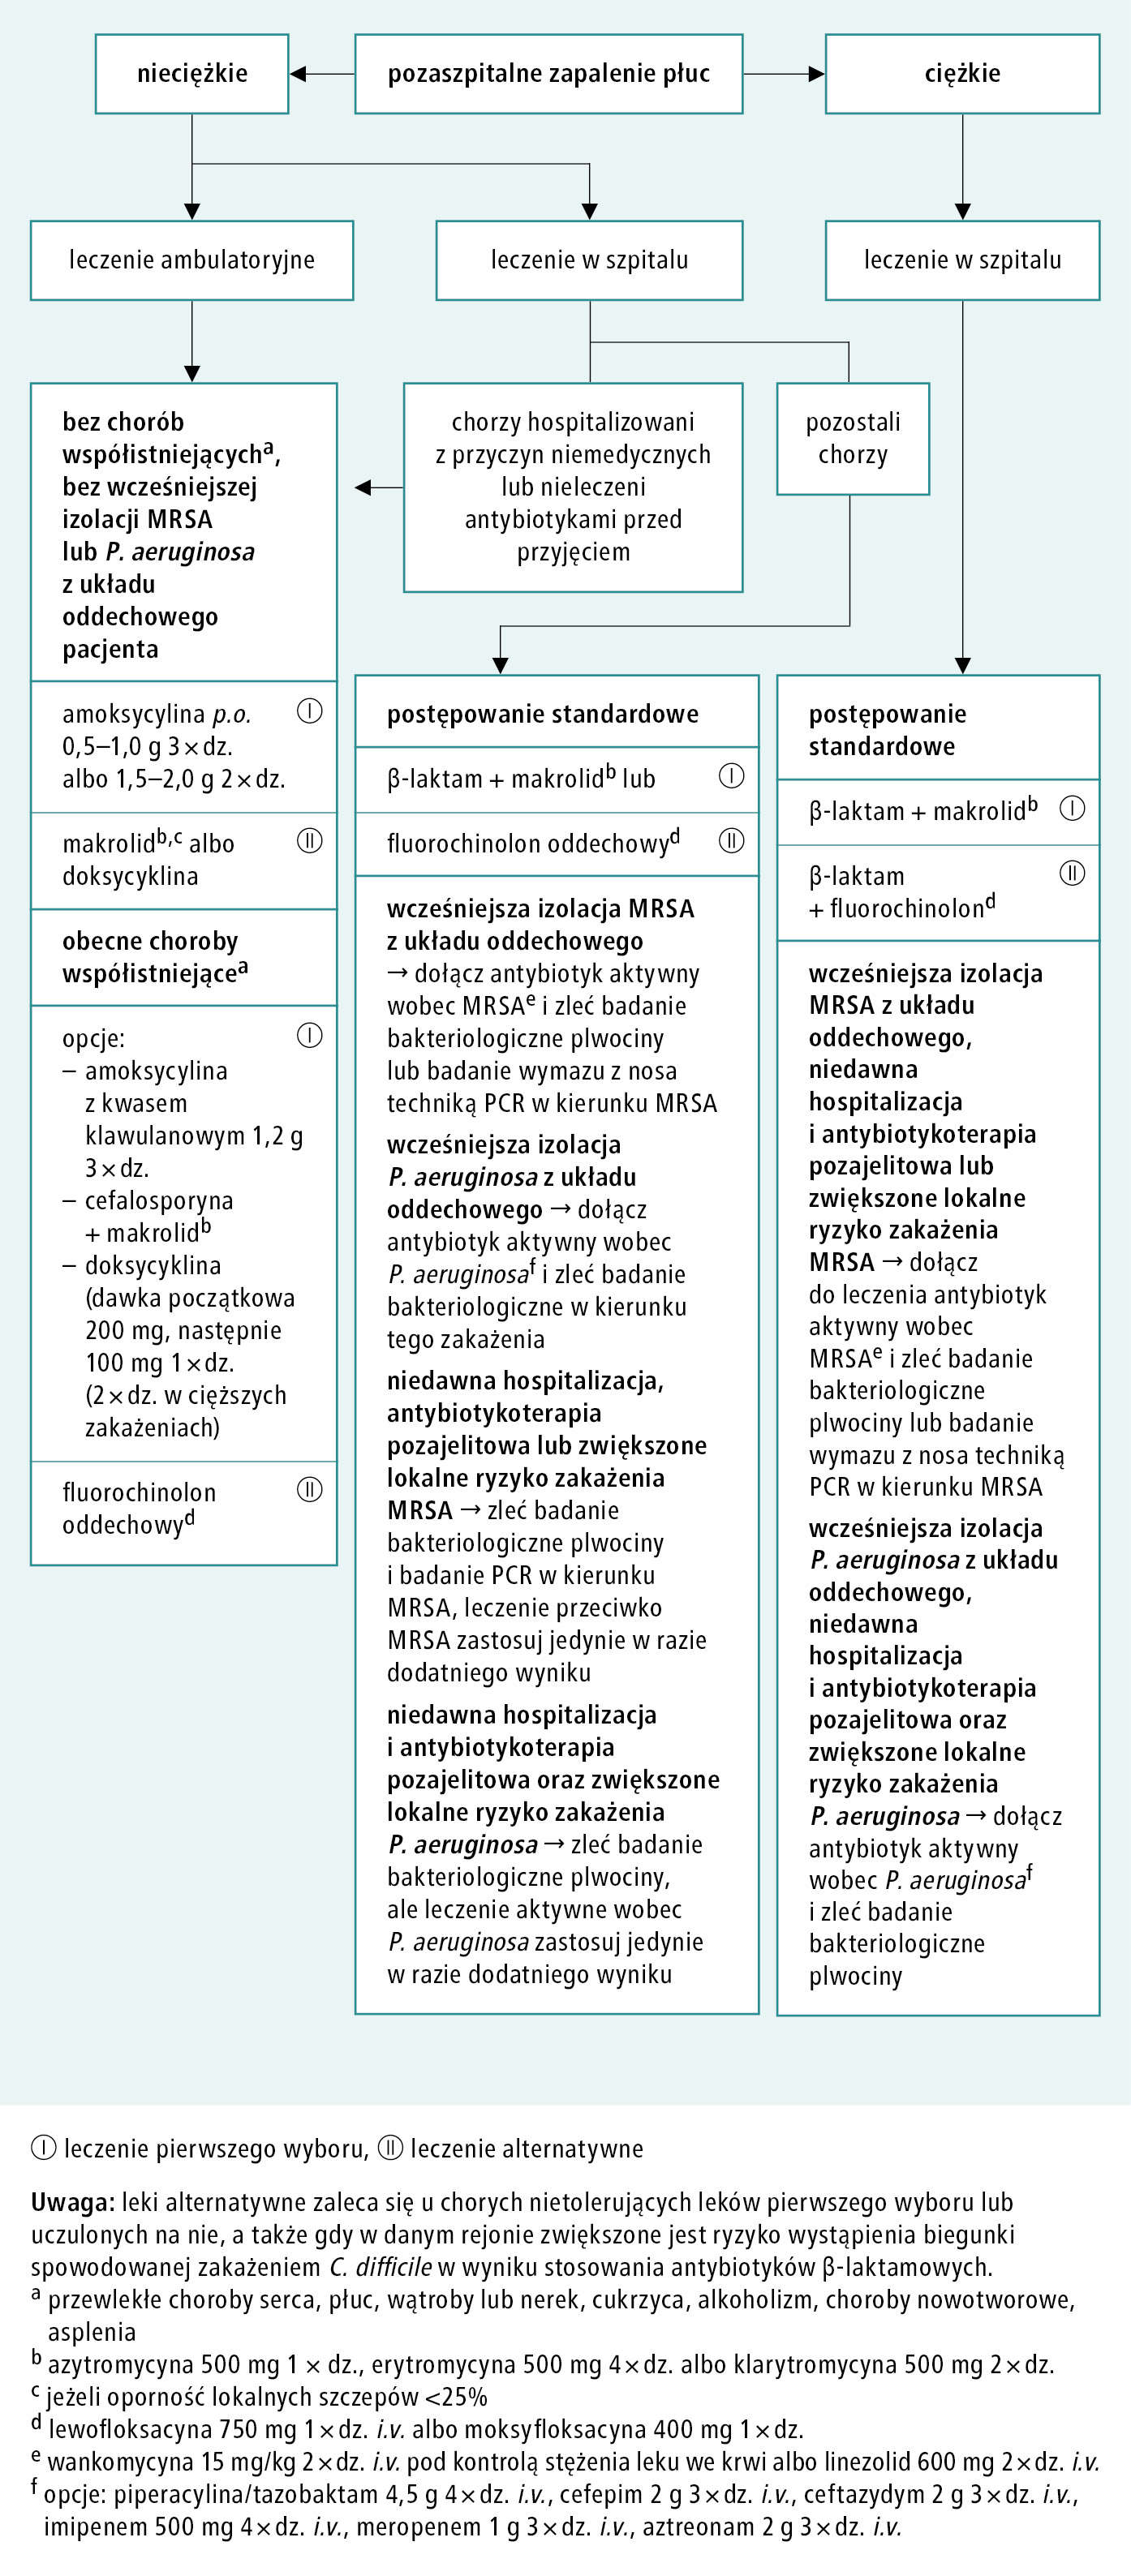 nieciężkie
pozaszpitalne zapalenie płuc
ciężkie
leczenie ambulatoryjne
leczenie w szpitalu
leczenie w szpitalu
bez chorób
współistniejącychᵃ,
bez wcześniejszej
izolacji MRSA
lub P. aeruginosa
z układu
oddechowego
pacjenta
amoksycylina p.o. Ⓘ
0,5–1,0 g 3 × dz.
albo 1,5–2,0 g 2 × dz.
makrolidᵇ,ᶜ albo Ⅱ
doksycyklina
obecne choroby
współistniejąceᵃ
opcje: Ⓘ
– amoksycylina
z kwasem
klawulanowym 1,2 g
3 × dz.
– cefalosporyna
+ makrolidᵇ
– doksycyklina
(dawka początkowa
200 mg, następnie
100 mg 1 × dz.
(2 × dz. w cięższych
zakażeniach)
fluorochinolon Ⅱ
oddechowyᵈ
chorzy hospitalizowani
z przyczyn niemedycznych
lub nieleczeni
antybiotykami przed
przyjęciem
pozostali
chorzy
postępowanie standardowe
β-laktam + makrolidᵇ lub Ⓘ
fluorochinolon oddechowyᵈ Ⅱ
wcześniejsza izolacja MRSA
z układu oddechowego
→ dołącz antybiotyk aktywny
wobec MRSAᵉ i zleć badanie
bakteriologiczne plwociny
lub badanie wymazu z nosa
techniką PCR w kierunku MRSA
wcześniejsza izolacja
P. aeruginosa z układu
oddechowego → dołącz
antybiotyk aktywny wobec
P. aeruginosaᶠ i zleć badanie
bakteriologiczne w kierunku
tego zakażenia
niedawna hospitalizacja,
antybiotykoterapia
pozajelitowa lub zwiększone
lokalne ryzyko zakażenia
MRSA → zleć badanie
bakteriologiczne plwociny
i badanie PCR w kierunku
MRSA, leczenie przeciwko
MRSA zastosuj jedynie w razie
dodatniego wyniku
niedawna hospitalizacja
i antybiotykoterapia
pozajelitowa oraz zwiększone
lokalne ryzyko zakażenia
P. aeruginosa → zleć badanie
bakteriologiczne plwociny,
ale leczenie aktywne wobec
P. aeruginosa zastosuj jedynie
w razie dodatniego wyniku
postępowanie
standardowe
β-laktam + makrolidᵇ Ⓘ
β-laktam Ⅱ
+ fluorochinolonᵈ
wcześniejsza izolacja
MRSA z układu
oddechowego,
niedawna
hospitalizacja
i antybiotykoterapia
pozajelitowa lub
zwiększone lokalne
ryzyko zakażenia
MRSA → dołącz
do leczenia antybiotyk
aktywny wobec
MRSAᵉ i zleć badanie
bakteriologiczne
plwociny lub badanie
wymazu z nosa techniką
PCR w kierunku MRSA
wcześniejsza izolacja
P. aeruginosa z układu
oddechowego,
niedawna
hospitalizacja
i antybiotykoterapia
pozajelitowa oraz
zwiększone lokalne
ryzyko zakażenia
P. aeruginosa → dołącz
antybiotyk aktywny
wobec P. aeruginosaᶠ
i zleć badanie
bakteriologiczne
plwociny
Ⓘ leczenie pierwszego wyboru, Ⅱ leczenie alternatywne
Uwaga: leki alternatywne zaleca się u chorych nietolerujących leków pierwszego wyboru lub
uczulonych na nie, a także gdy w danym rejonie zwiększone jest ryzyko wystąpienia biegunki
spowodowanej zakażeniem C. difficile w wyniku stosowania antybiotyków β-laktamowych.
ᵃ przewlekłe choroby serca, płuc, wątroby lub nerek, cukrzyca, alkoholizm, choroby nowotworowe,
asplenia
ᵇ azytromycyna 500 mg 1 × dz., erytromycyna 500 mg 4 × dz. albo klarytromycyna 500 mg 2 × dz.
ᶜ jeżeli oporność lokalnych szczepów <25%
ᵈ lewofloksacyna 750 mg 1 × dz. i.v. albo moksyfloksacyna 400 mg 1 × dz.
ᵉ wankomycyna 15 mg/kg 2 × dz. i.v. pod kontrolą stężenia leku we krwi albo linezolid 600 mg 2 × dz. i.v.
ᶠ opcje: piperacylina/tazobaktam 4,5 g 4 × dz. i.v., cefepim 2 g 3 × dz. i.v., ceftazydym 2 g 3 × dz. i.v.,
imipenem 500 mg 4 × dz. i.v., meropenem 1 g 3 × dz. i.v., aztreonam 2 g 3 × dz. i.v.